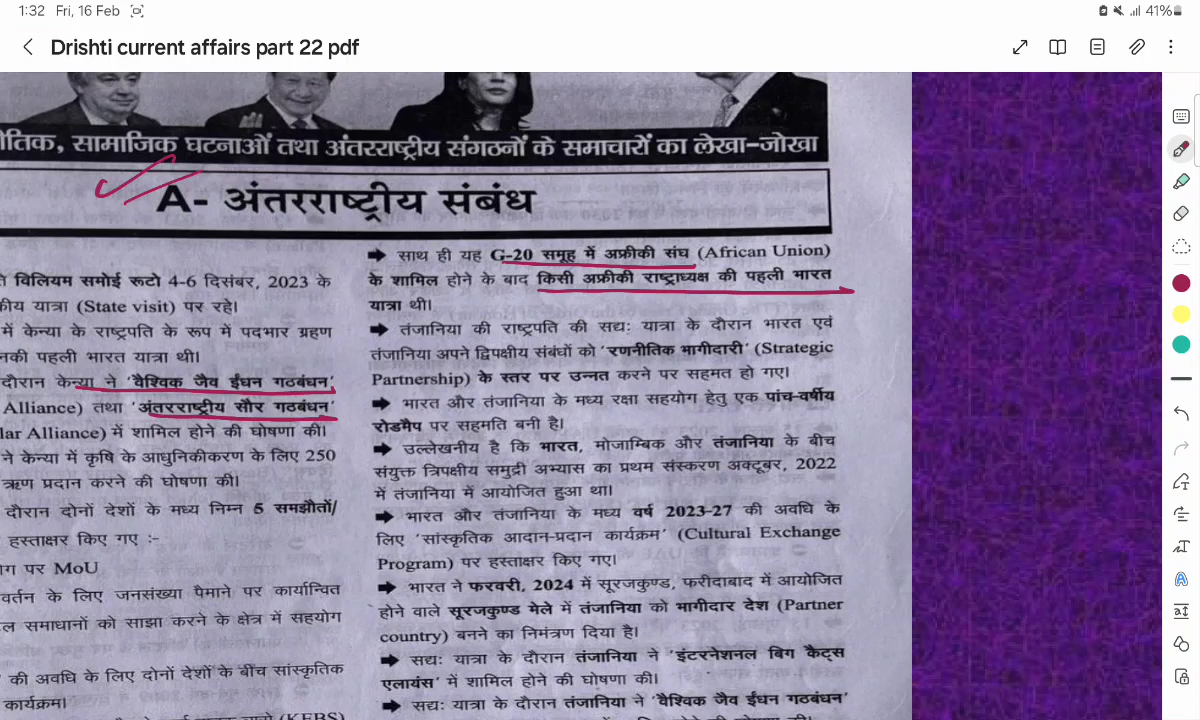 1:32 Fri, 16 Feb
41%
Drishti current affairs part 22 pdf
तिक, सामाजिक घटनाओं तथा अंतरराष्ट्रीय संगठनों के समाचारों का लेखा-जोखा
A- अंतरराष्ट्रीय संबंध
विलियम समोई रूटो 4-6 दिसंबर, 2023 के
कीय यात्रा (State visit) पर रहे।
में केन्या के राष्ट्रपति के रूप में पदभार ग्रहण
नकी पहली भारत यात्रा थी।
दौरान केन्या ने 'वैश्विक जैव ईंधन गठबंधन'
Alliance) तथा 'अंतरराष्ट्रीय सौर गठबंधन'
lar Alliance) में शामिल होने की घोषणा की।
ने केन्या में कृषि के आधुनिकीकरण के लिए 250
ऋण प्रदान करने की घोषणा की।
दौरान दोनों देशों के मध्य निम्न 5 समझौतों/
हस्ताक्षर किए गए :-
ग पर MoU
वर्तन के लिए जनसंख्या पैमाने पर कार्यान्वित
ल समाधानों को साझा करने के क्षेत्र में सहयोग
की अवधि के लिए दोनों देशों के बीच सांस्कृतिक
कार्यक्रम।
(KEBS)
➡ साथ ही यह G-20 समूह में अफ्रीकी संघ (African Union)
के शामिल होने के बाद किसी अफ्रीकी राष्ट्राध्यक्ष की पहली भारत
यात्रा थी।
➡ तंजानिया की राष्ट्रपति की सद्यः यात्रा के दौरान भारत एवं
तंजानिया अपने द्विपक्षीय संबंधों को 'रणनीतिक भागीदारी' (Strategic
Partnership) के स्तर पर उन्नत करने पर सहमत हो गए।
➡ भारत और तंजानिया के मध्य रक्षा सहयोग हेतु एक पांच-वर्षीय
रोडमैप पर सहमति बनी है।
➡ उल्लेखनीय है कि भारत, मोजाम्बिक और तंजानिया के बीच
संयुक्त त्रिपक्षीय समुद्री अभ्यास का प्रथम संस्करण अक्टूबर, 2022
में तंजानिया में आयोजित हुआ था।
➡ भारत और तंजानिया के मध्य वर्ष 2023-27 की अवधि के
लिए 'सांस्कृतिक आदान-प्रदान कार्यक्रम' (Cultural Exchange
Program) पर हस्ताक्षर किए गए।
➡ भारत ने फरवरी, 2024 में सूरजकुण्ड, फरीदाबाद में आयोजित
होने वाले सूरजकुण्ड मेले में तंजानिया को भागीदार देश (Partner
country) बनने का निमंत्रण दिया है।
➡ सद्यः यात्रा के दौरान तंजानिया ने 'इंटरनेशनल बिग कैट्स
एलायंस' में शामिल होने की घोषणा की।
➡ सद्यः यात्रा के दौरान तंजानिया ने 'वैश्विक जैव ईंधन गठबंधन'